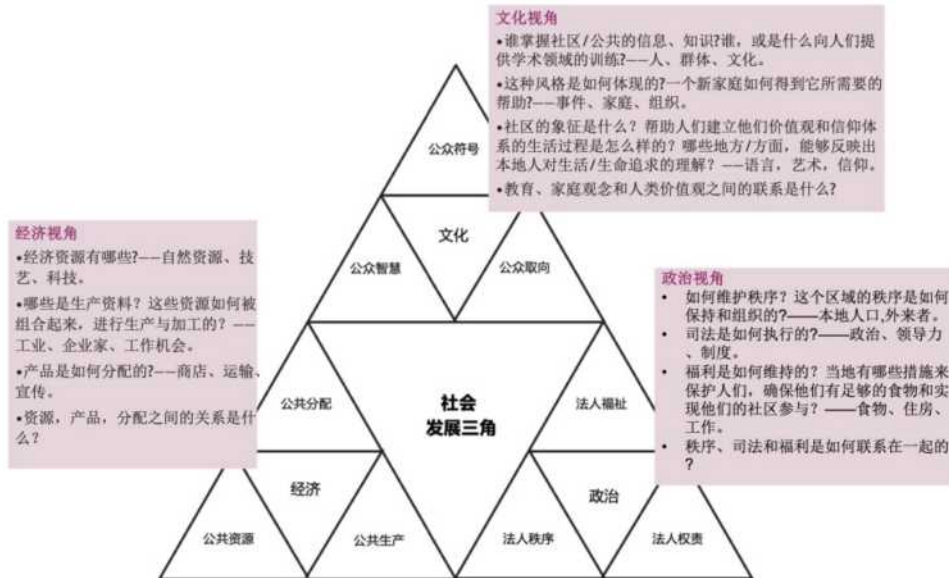 文化视角
•谁掌握社区/公共的信息、知识?谁，或是什么向人们提
供学术领域的训练?——人、群体、文化。
•这种风格是如何体现的?一个新家庭如何得到它所需要的
帮助?——事件、家庭、组织。
•社区的象征是什么？帮助人们建立他们价值观和信仰体
系的生活过程是怎么样的？哪些地方/方面，能够反映出
本地人对生活/生命追求的理解？——语言，艺术，信仰。
•教育、家庭观念和人类价值观之间的联系是什么?
公众符号
文化
公众智慧
公众取向
经济视角
•经济资源有哪些?——自然资源、技
艺、科技。
•哪些是生产资料？这些资源如何被
组合起来，进行生产与加工的？——
工业、企业家、工作机会。
•产品是如何分配的?——商店、运输、
宣传。
•资源，产品，分配之间的关系是什
么？
政治视角
• 如何维护秩序？这个区域的秩序是如何
保持和组织的?——本地人口,外来者。
• 司法是如何执行的?——政治、领导力
、制度。
• 福利是如何维持的？当地有哪些措施来
保护人们，确保他们有足够的食物和实
现他们的社区参与？——食物、住房、
工作。
• 秩序、司法和福利是如何联系在一起的
?
公共分配
社会
发展三角
法人福祉
经济
政治
公共资源
公共生产
法人秩序
法人权责